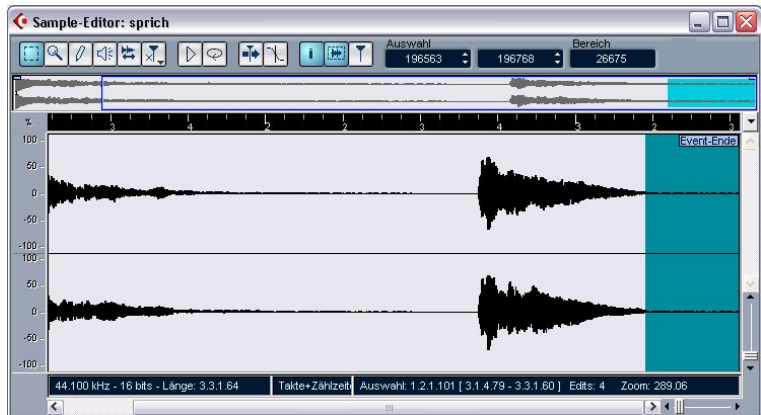 Sample-Editor: sprich
Auswahl
Bereich
196563 196768 26675
% 3 4 2 2 3 4 3 2 3
100
50
0
-50
-100
100
50
0
-50
-100
Event-Ende
44.100 kHz - 16 bits - Länge: 3.3.1.64 Takte+Zählzeit Auswahl: 1.2.1.101 [ 3.1.4.79 - 3.3.1.60 ] Edits: 4 Zoom: 289.06